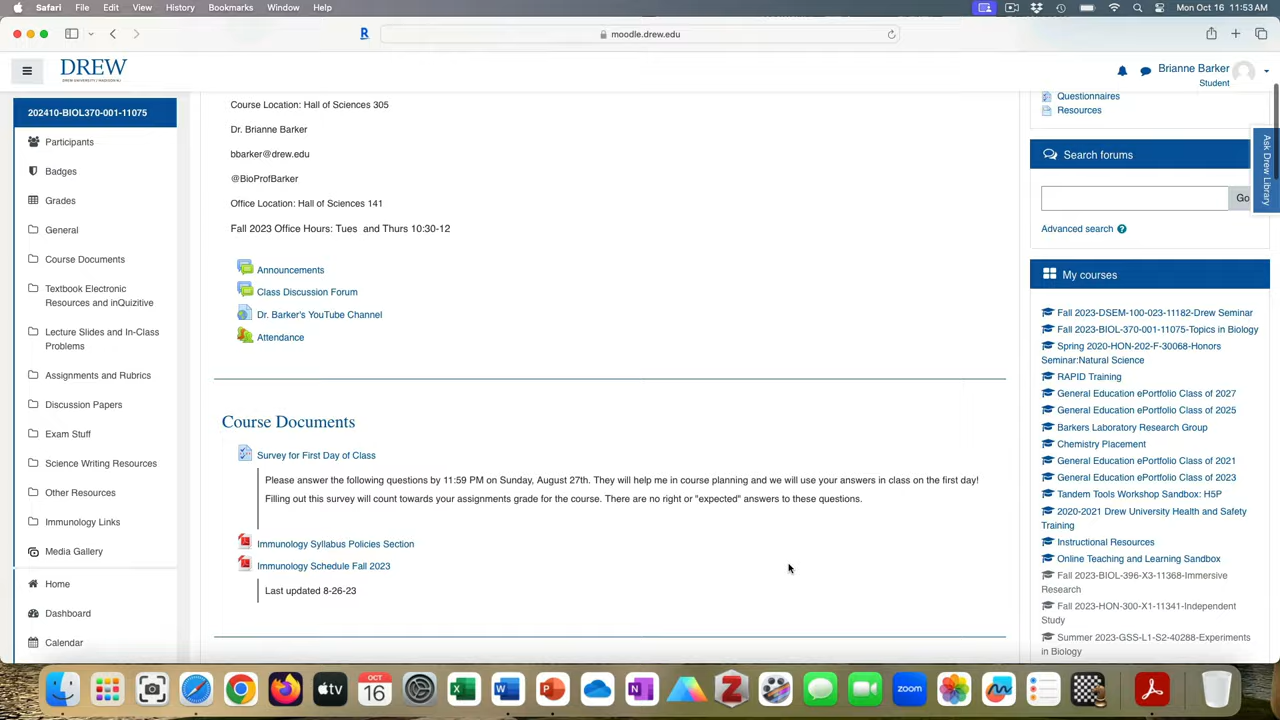 Safari File Edit View History Bookmarks Window Help Mon Oct 16 11:53 AM
moodle.drew.edu
DREW
Brianne Barker
Student
202410-BIOL370-001-11075
Participants
Badges
Grades
General
Course Documents
Textbook Electronic
Resources and inQuizitive
Lecture Slides and In-Class
Problems
Assignments and Rubrics
Discussion Papers
Exam Stuff
Science Writing Resources
Other Resources
Immunology Links
Media Gallery
Home
Dashboard
Calendar
Course Location: Hall of Sciences 305
Dr. Brianne Barker
bbarker@drew.edu
@BioProfBarker
Office Location: Hall of Sciences 141
Fall 2023 Office Hours: Tues and Thurs 10:30-12
Announcements
Class Discussion Forum
Dr. Barker's YouTube Channel
Attendance
Course Documents
Survey for First Day of Class
Please answer the following questions by 11:59 PM on Sunday, August 27th. They will help me in course planning and we will use your answers in class on the first day!
Filling out this survey will count towards your assignments grade for the course. There are no right or "expected" answers to these questions.
Immunology Syllabus Policies Section
Immunology Schedule Fall 2023
Last updated 8-26-23
Questionnaires
Resources
Search forums
Go
Advanced search
Ask Drew Library
My courses
Fall 2023-DSEM-100-023-11182-Drew Seminar
Fall 2023-BIOL-370-001-11075-Topics in Biology
Spring 2020-HON-202-F-30068-Honors
Seminar:Natural Science
RAPID Training
General Education ePortfolio Class of 2027
General Education ePortfolio Class of 2025
Barkers Laboratory Research Group
Chemistry Placement
General Education ePortfolio Class of 2021
General Education ePortfolio Class of 2023
Tandem Tools Workshop Sandbox: H5P
2020-2021 Drew University Health and Safety
Training
Instructional Resources
Online Teaching and Learning Sandbox
Fall 2023-BIOL-396-X3-11368-Immersive
Research
Fall 2023-HON-300-X1-11341-Independent
Study
Summer 2023-GSS-L1-S2-40288-Experiments
in Biology
OCT
16
tv
zoom